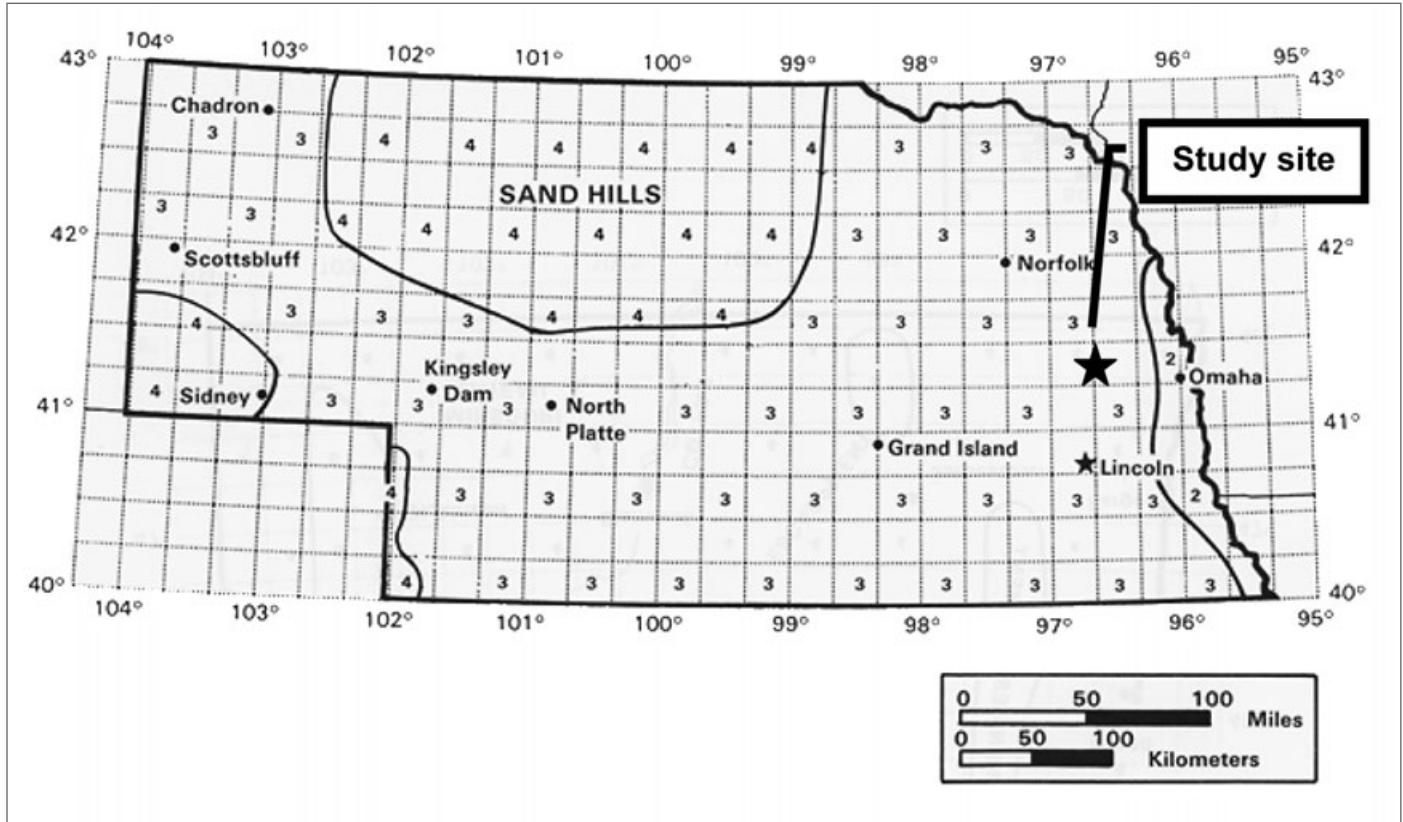 104° 103° 102° 101° 100° 99° 98° 97° 96° 95°
43° 43°
Chadron
3 3 4 4 4 4 4 4 3 3 3
Study site
SAND HILLS
3 3 4 4 4 4 4 4 3 3 3 3
42° 42°
Scottsbluff
Norfolk
4 3 3 3 4 4 4 3 3 3 3
2
Omaha
Kingsley
Dam
4 Sidney 3 3 3 3 3 3 3 3 3
North
Platte
41° 41°
Grand Island
Lincoln
4 3 3 3 3 3 3 3 3 3 2
4 3 3 3 3 3 3 3 3 3
40° 40°
104° 103° 102° 101° 100° 99° 98° 97° 96° 95°
0 50 100
Miles
0 50 100
Kilometers